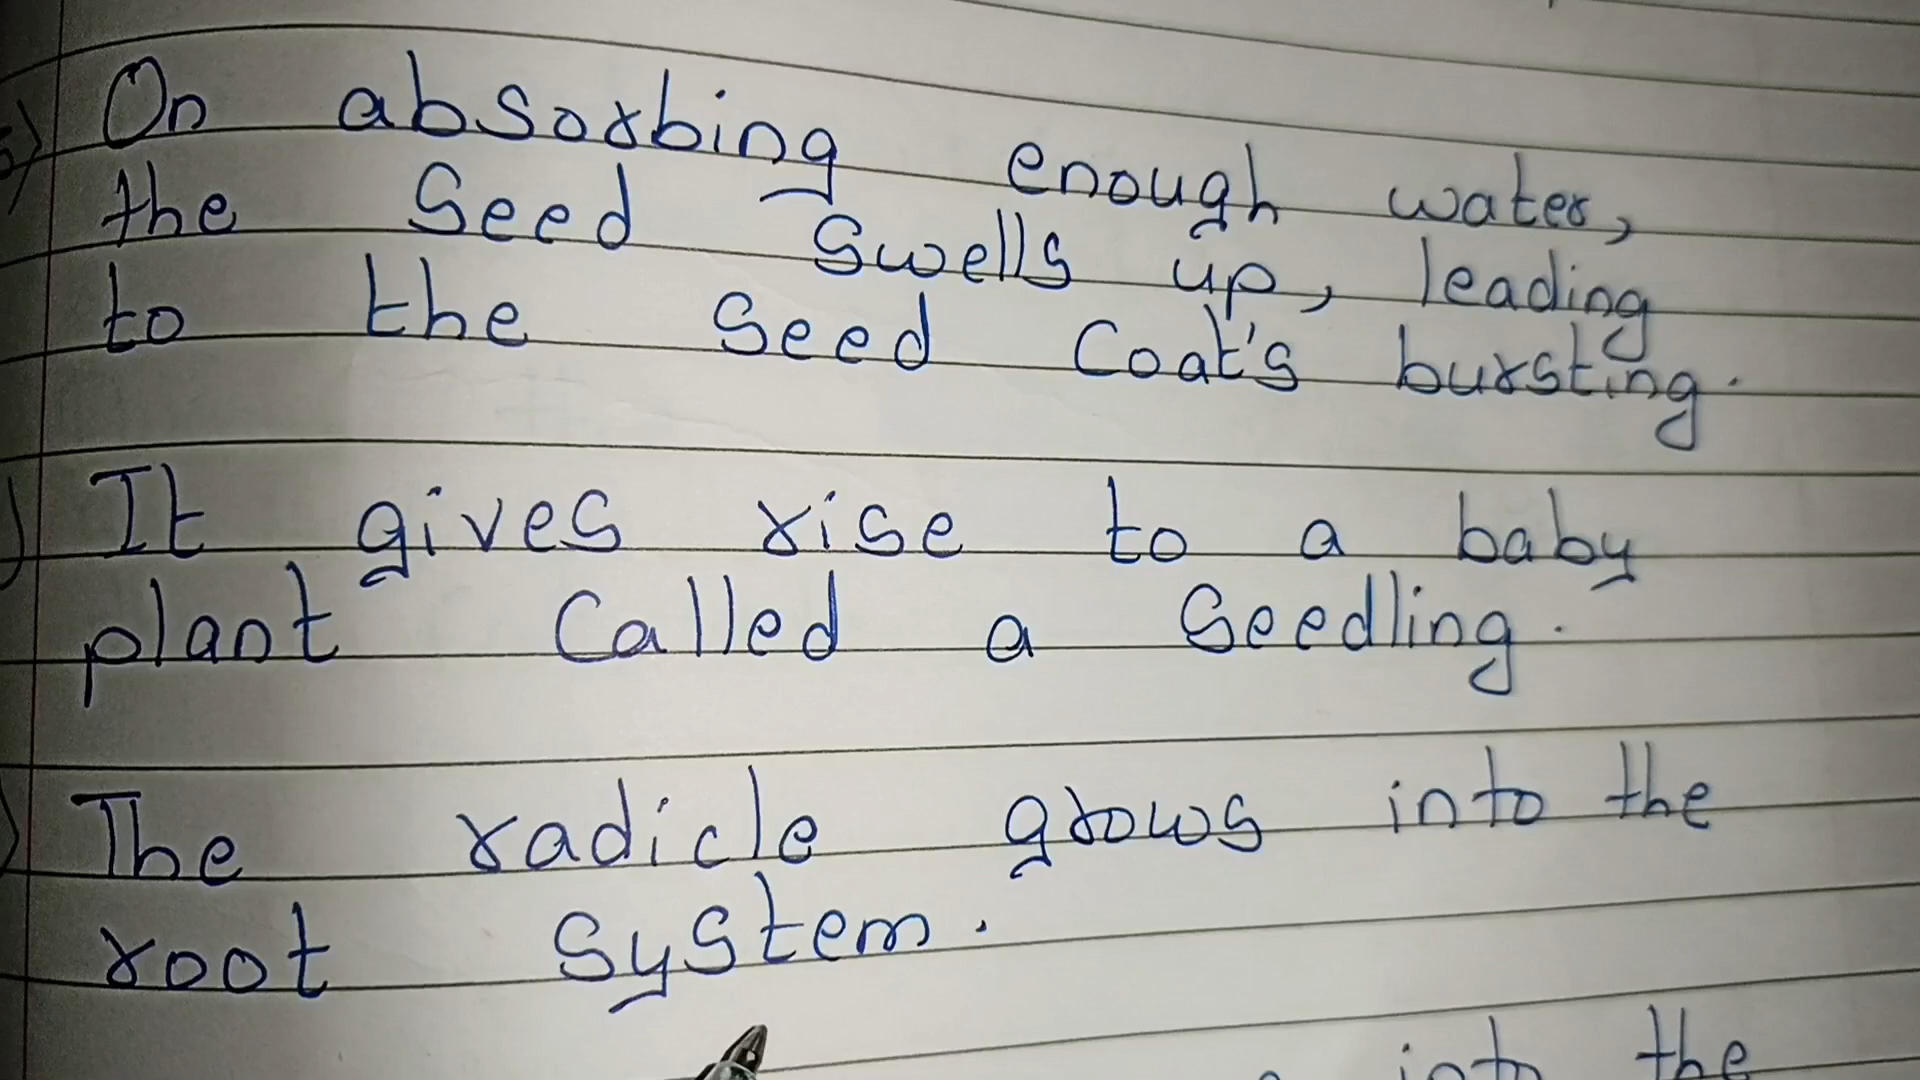 On absorbing enough water,
the Seed Swells up, leading
to the Seed Coat's bursting.
It gives rise to a baby
plant Called a Seedling.
The radicle grows into the
root System.
into the